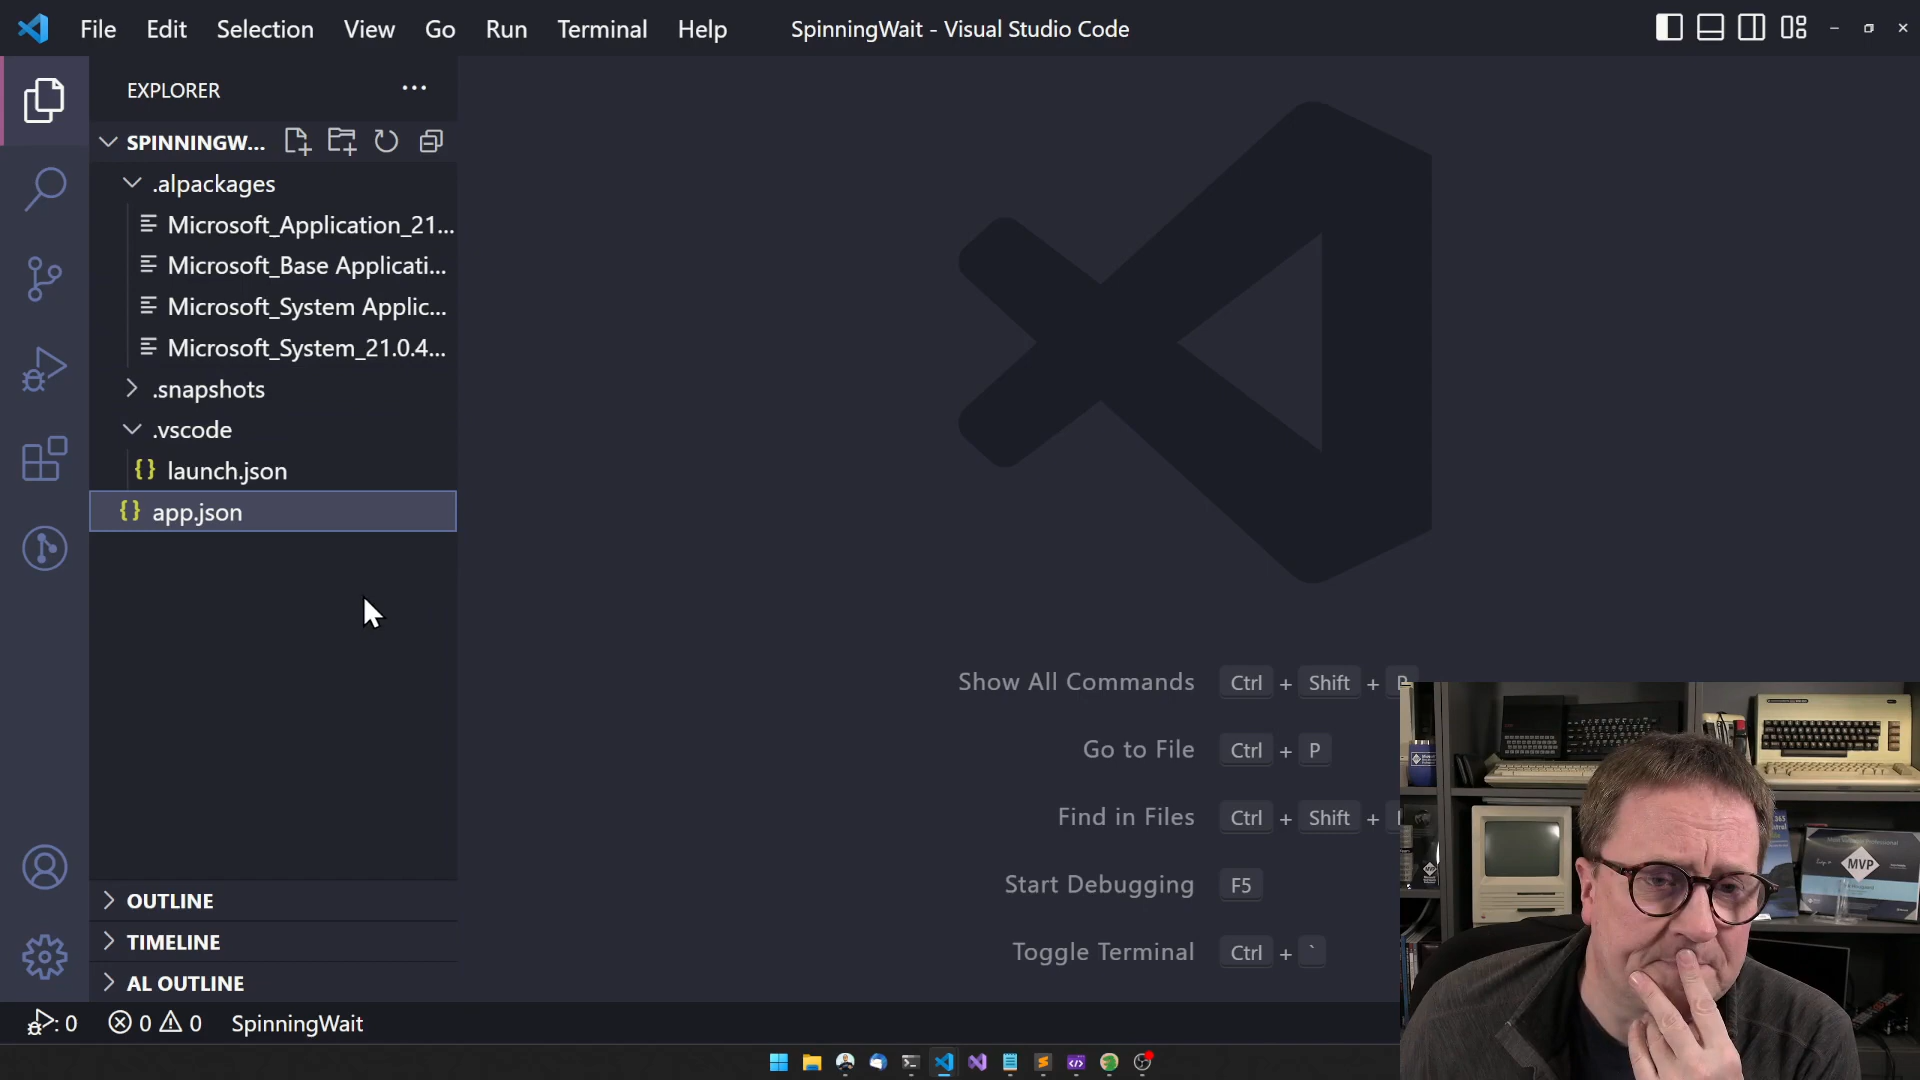 File Edit Selection View Go Run Terminal Help SpinningWait - Visual Studio Code
EXPLORER
SPINNINGW...
.alpackages
Microsoft_Application_21...
Microsoft_Base Applicati...
Microsoft_System Applic...
Microsoft_System_21.0.4...
.snapshots
.vscode
{} launch.json
{} app.json
Show All Commands Ctrl + Shift + P
Go to File Ctrl + P
Find in Files Ctrl + Shift +
Start Debugging F5
Toggle Terminal Ctrl + `
OUTLINE
TIMELINE
AL OUTLINE
: 0 0 0 SpinningWait
365
MVP